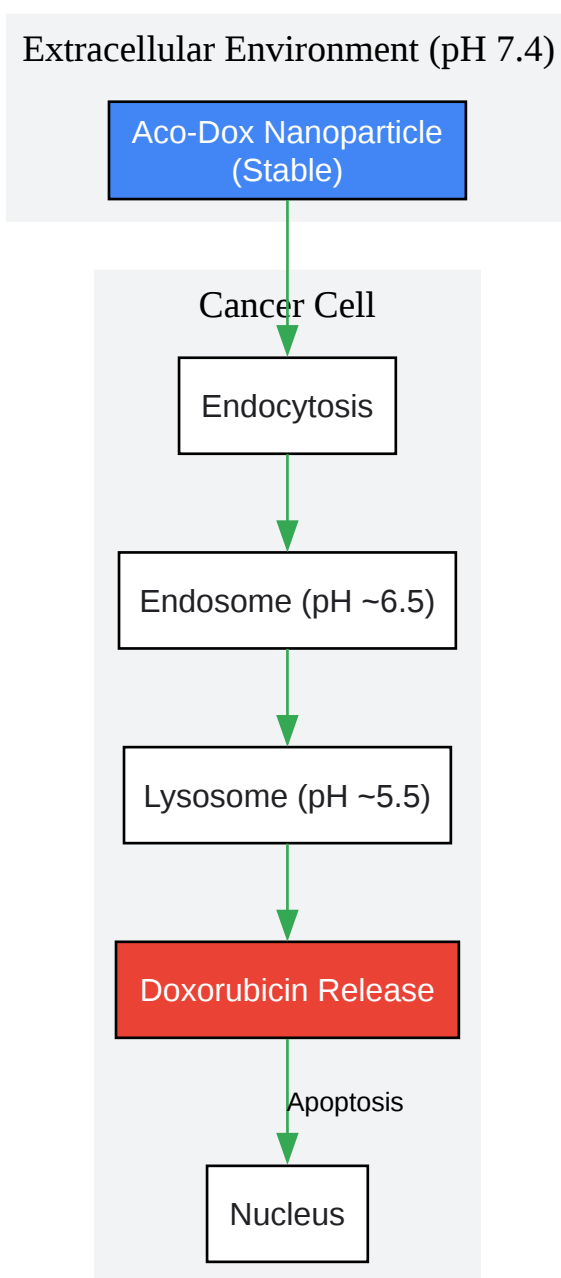 Extracellular Environment (pH 7.4)
Aco-Dox Nanoparticle
(Stable)
Cancer Cell
Endocytosis
Endosome (pH ~6.5)
Lysosome (pH ~5.5)
Doxorubicin Release
Apoptosis
Nucleus